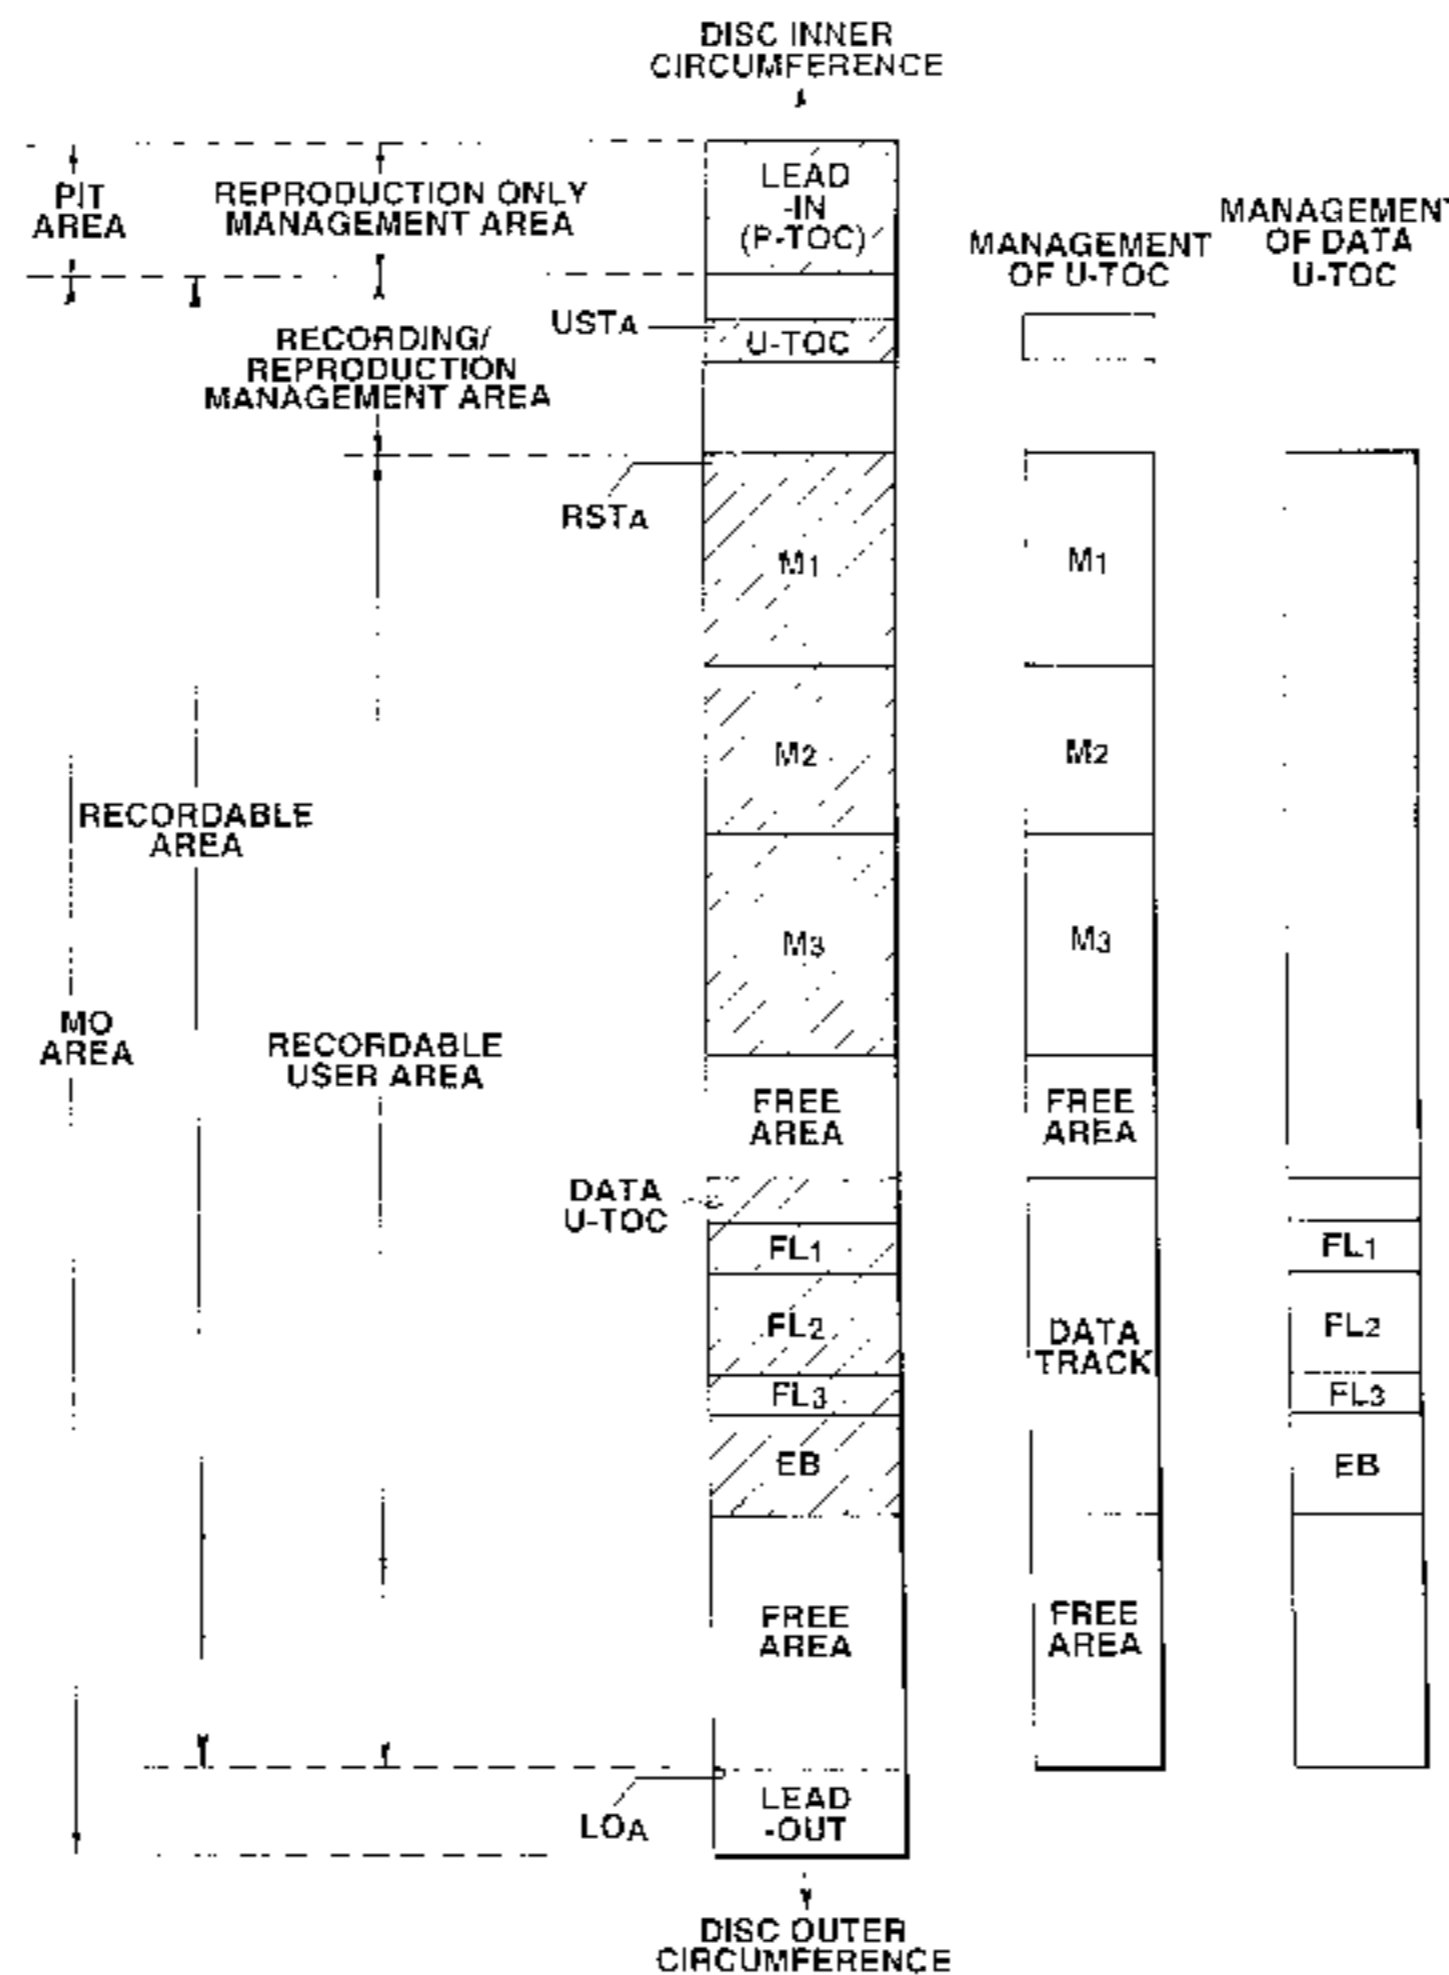 DISC INNER
CIRCUMFERENCE
PIT
AREA
REPRODUCTION ONLY
MANAGEMENT AREA
LEAD
-IN
(P-TOC)
MANAGEMENT
OF U-TOC
MANAGEMENT
OF DATA
U-TOC
USTA
U-TOC
RECORDING/
REPRODUCTION
MANAGEMENT AREA
RSTA
M1
M1
M2
M2
RECORDABLE
AREA
M3
M3
MO
AREA
RECORDABLE
USER AREA
FREE
AREA
FREE
AREA
DATA
U-TOC
FL1
FL1
FL2
DATA
TRACK
FL2
FL3
FL3
EB
EB
FREE
AREA
FREE
AREA
LOA
LEAD
-OUT
DISC OUTER
CIRCUMFERENCE